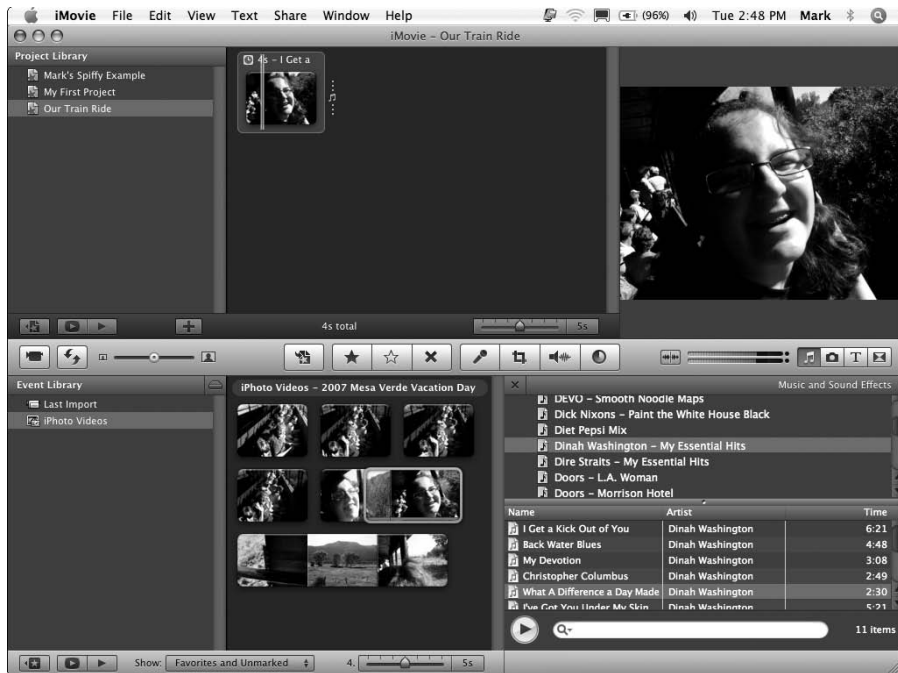 iMovie File Edit View Text Share Window Help (96%) Tue 2:48 PM Mark
iMovie – Our Train Ride
Project Library
Mark's Spiffy Example
My First Project
Our Train Ride
4s – I Get a
4s total
5s
Event Library
Last Import
iPhoto Videos
iPhoto Videos – 2007 Mesa Verde Vacation Day
Music and Sound Effects
DEVO – Smooth Noodle Maps
Dick Nixons – Paint the White House Black
Diet Pepsi Mix
Dinah Washington – My Essential Hits
Dire Straits – My Essential Hits
Doors – L.A. Woman
Doors – Morrison Hotel
Name Artist Time
I Get a Kick Out of You Dinah Washington 6:21
Back Water Blues Dinah Washington 4:48
My Devotion Dinah Washington 3:08
Christopher Columbus Dinah Washington 2:49
What A Difference a Day Made Dinah Washington 2:30
I've Got You Under My Skin Dinah Washington 5:21
11 items
Show: Favorites and Unmarked 4. 5s